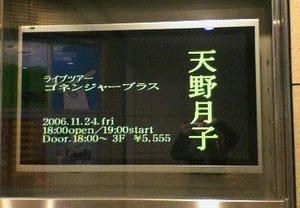 天野月子
ライブツアー
ゴネンジャープラス
2006.11.24.fri
18:00open/19:00start
Door.18:00~ 3F ¥5,555